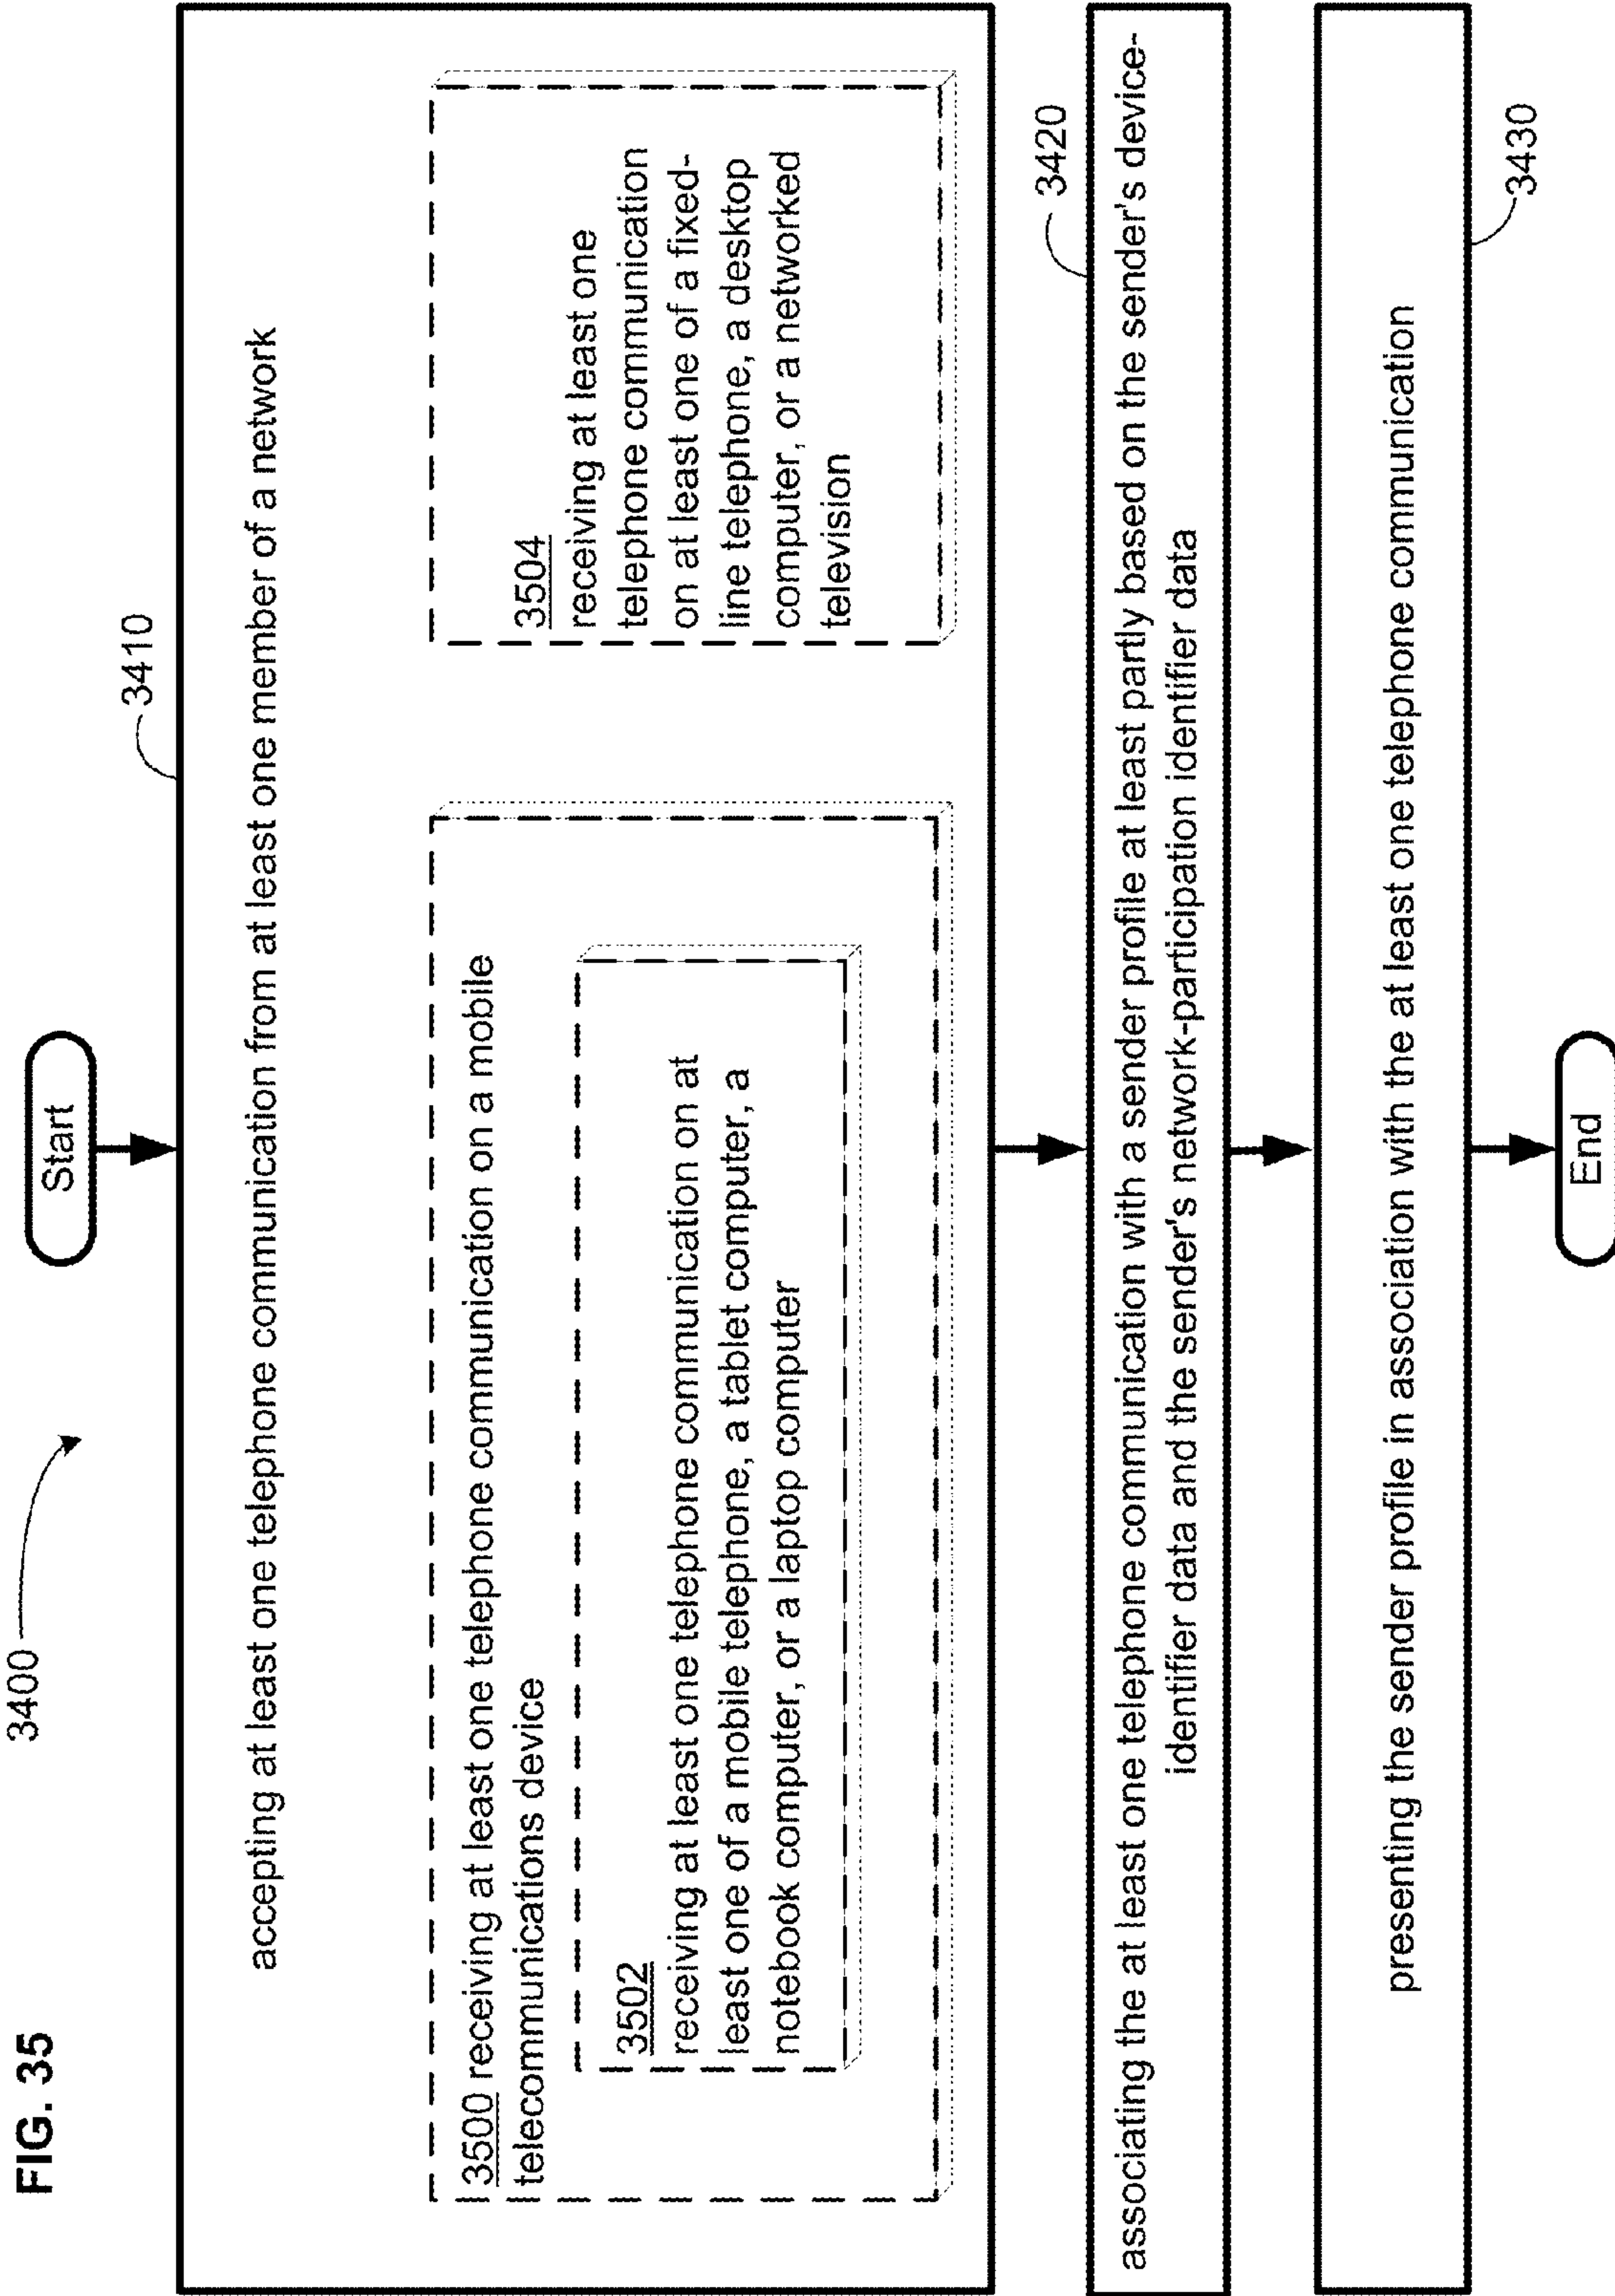 FIG. 35
3400
Start
3410
accepting at least one telephone communication from at least one member of a network
3500 receiving at least one telephone communication on a mobile
telecommunications device
3502
receiving at least one telephone communication on at
least one of a mobile telephone, a tablet computer, a
notebook computer, or a laptop computer
3504
receiving at least one
telephone communication
on at least one of a fixed-
line telephone, a desktop
computer, or a networked
television
3420
associating the at least one telephone communication with a sender profile at least partly based on the sender's device-
identifier data and the sender's network-participation identifier data
presenting the sender profile in association with the at least one telephone communication
3430
End